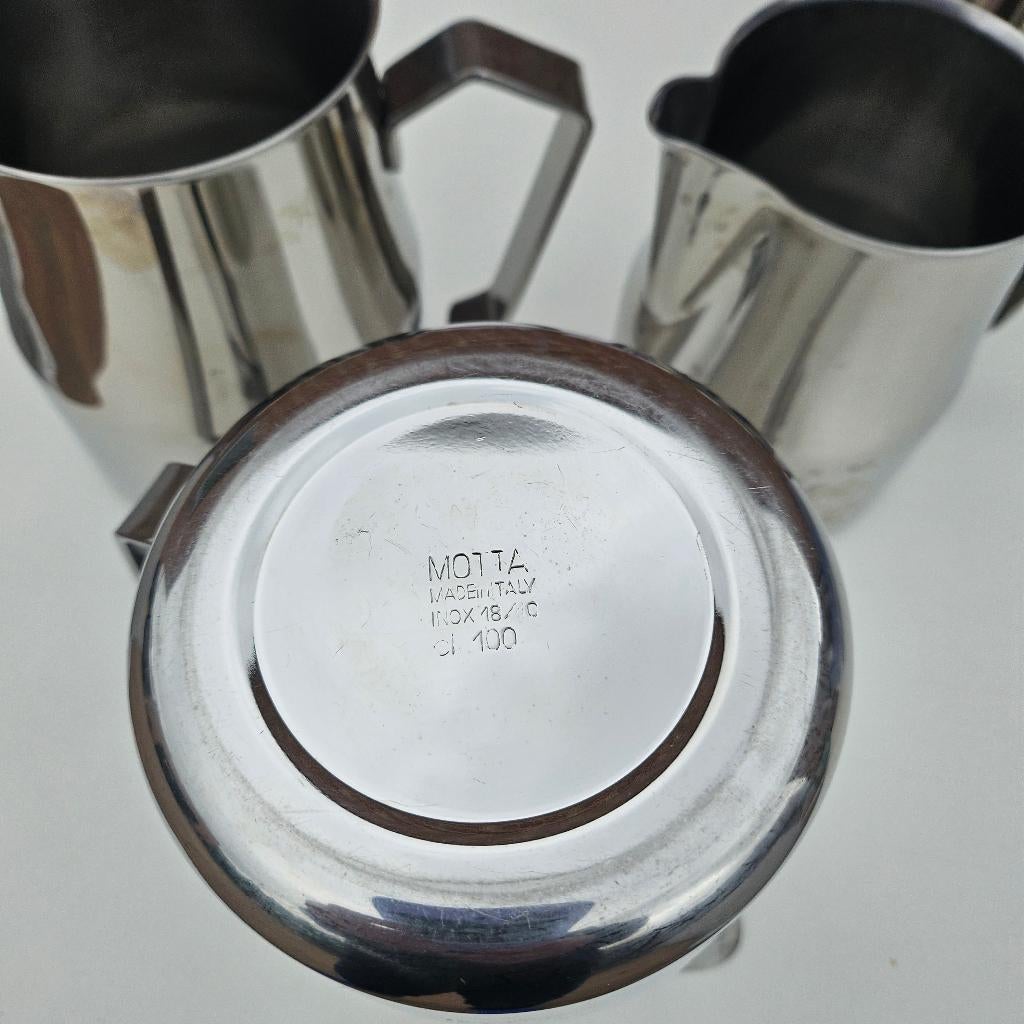 MOTTA
MADE in ITALY
INOX 18/10
cl. 100